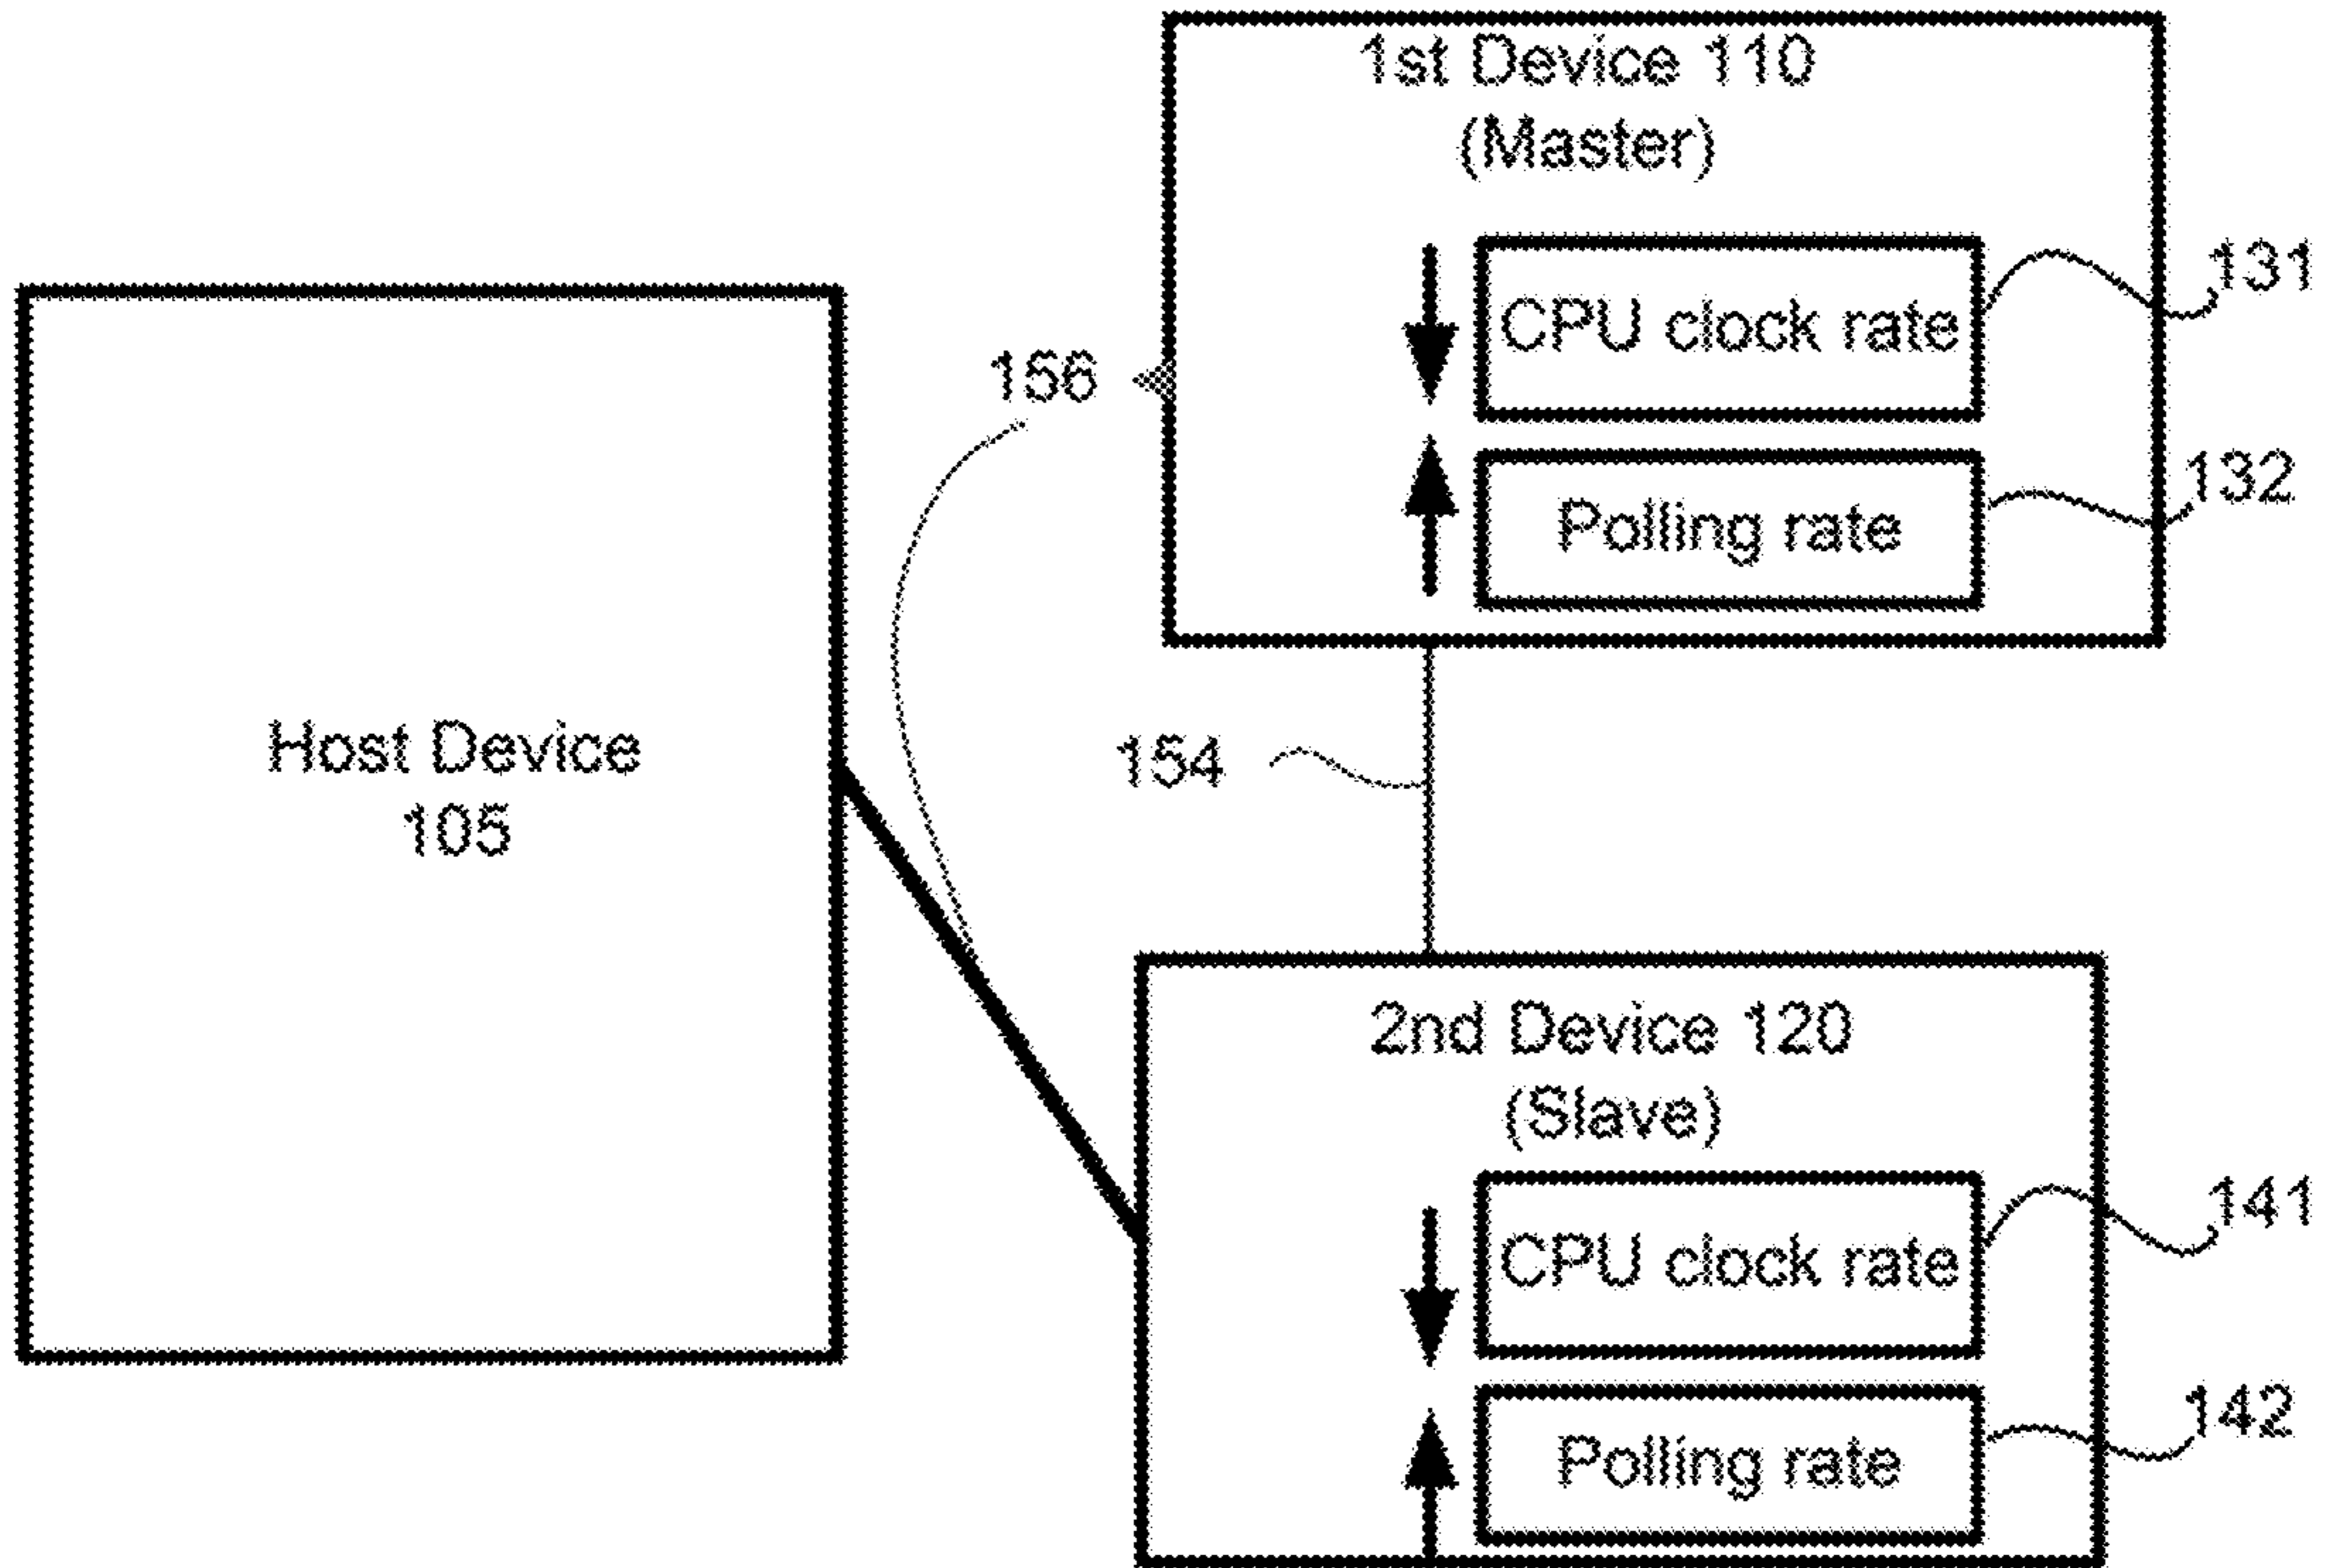 1st Device 110
(Master)
CPU clock rate
131
Polling rate
132
156
Host Device
105
154
2nd Device 120
(Slave)
CPU clock rate
141
Polling rate
142